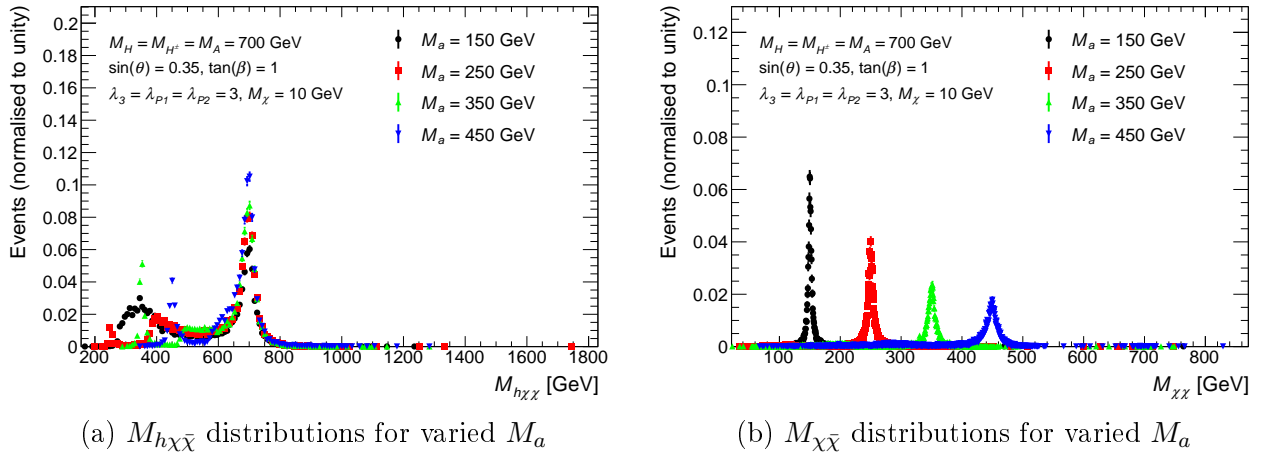 Events (normalised to unity)
0.2
0.18
0.16
0.14
0.12
0.1
0.08
0.06
0.04
0.02
0
M_H = M_{H^±} = M_A = 700 GeV
sin(θ) = 0.35, tan(β) = 1
λ_3 = λ_{P1} = λ_{P2} = 3, M_χ = 10 GeV
M_a = 150 GeV
M_a = 250 GeV
M_a = 350 GeV
M_a = 450 GeV
200 400 600 800 1000 1200 1400 1600 1800
M_{hχχ} [GeV]
(a) M_{hχχ̄} distributions for varied M_a
Events (normalised to unity)
0.12
0.1
0.08
0.06
0.04
0.02
0
M_H = M_{H^±} = M_A = 700 GeV
sin(θ) = 0.35, tan(β) = 1
λ_3 = λ_{P1} = λ_{P2} = 3, M_χ = 10 GeV
M_a = 150 GeV
M_a = 250 GeV
M_a = 350 GeV
M_a = 450 GeV
100 200 300 400 500 600 700 800
M_{χχ} [GeV]
(b) M_{χχ̄} distributions for varied M_a